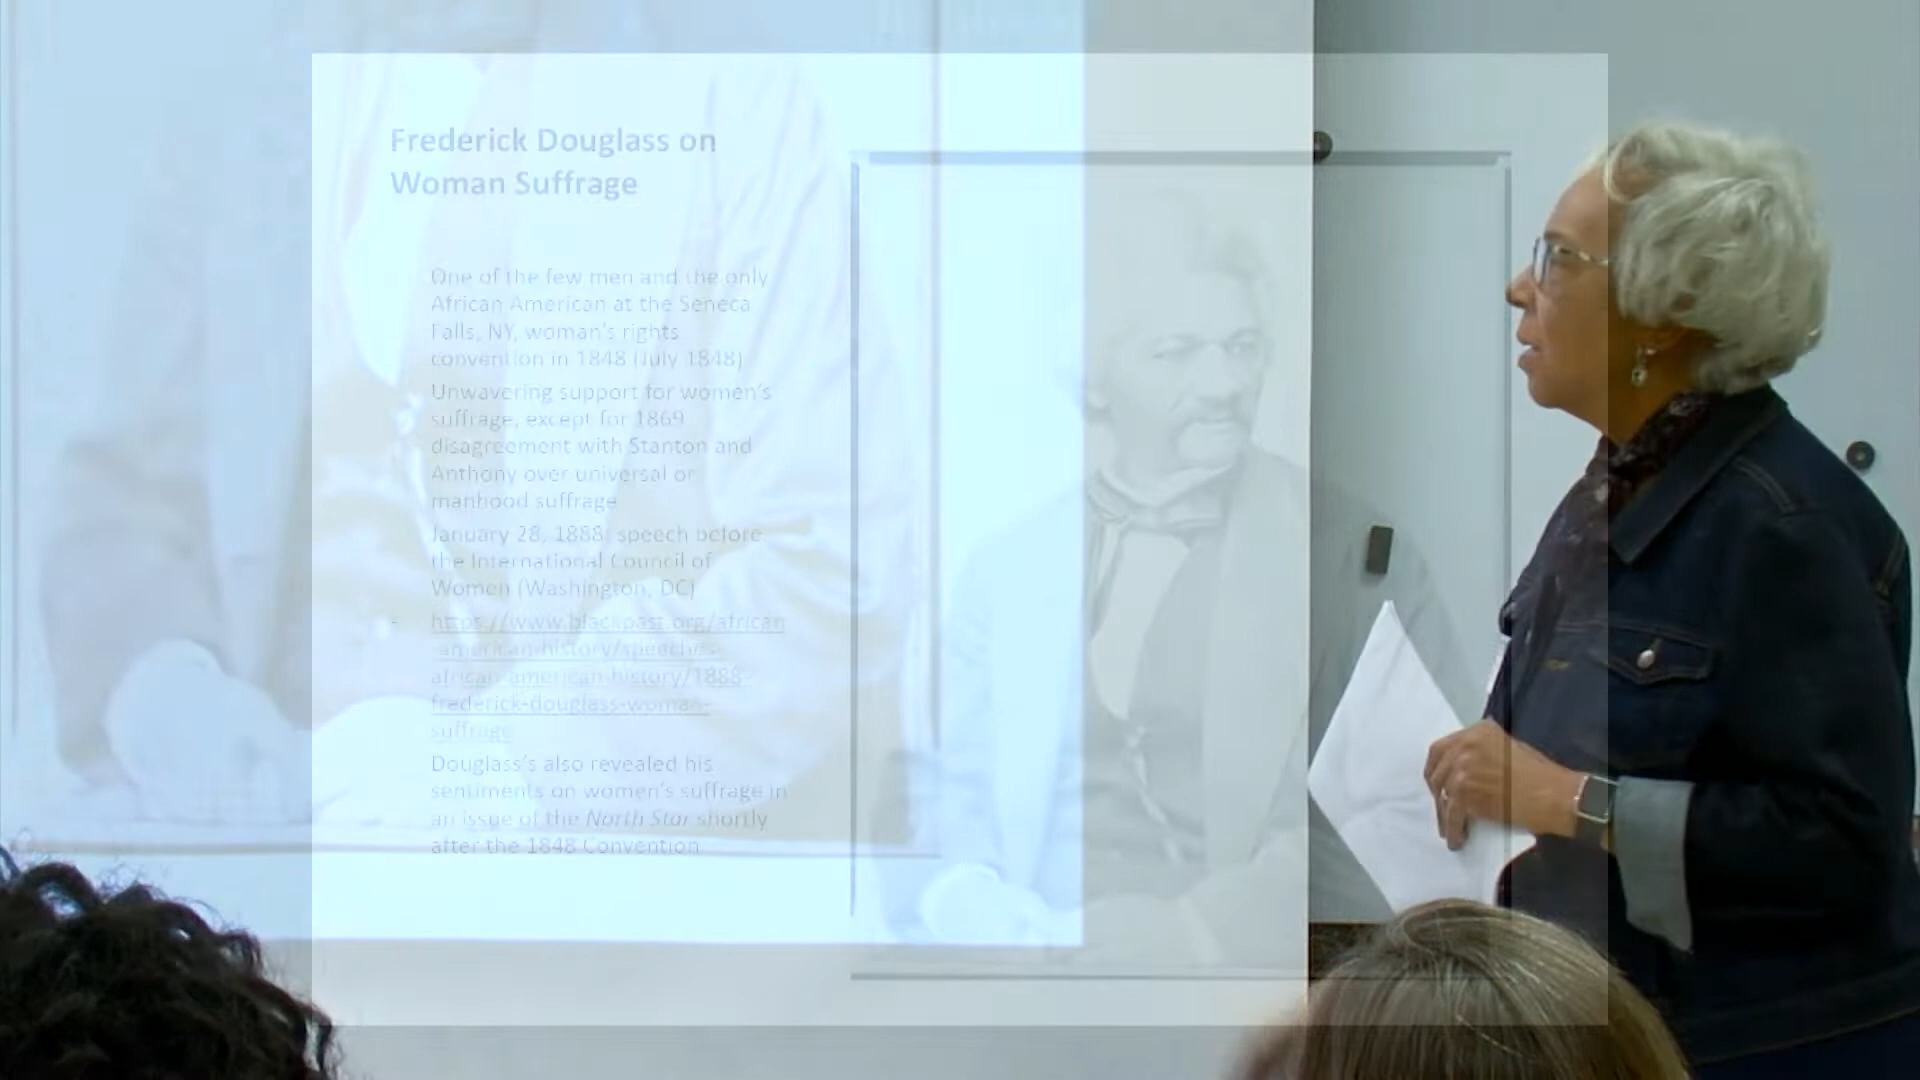 Frederick Douglass on
Woman Suffrage
One of the few men and the only
African American at the Seneca
Falls, NY, woman's rights
convention in 1848 (July 1848)
Unwavering support for women's
suffrage, except for 1869
disagreement with Stanton and
Anthony over universal or
manhood suffrage
January 28, 1888: speech before
the International Council of
Women (Washington, DC)
- https://www.blackpast.org/african
-american-history/speeches-
african-american-history/1888-
frederick-douglass-woman-
suffrage
Douglass's also revealed his
sentiments on women's suffrage in
an issue of the North Star shortly
after the 1848 Convention.